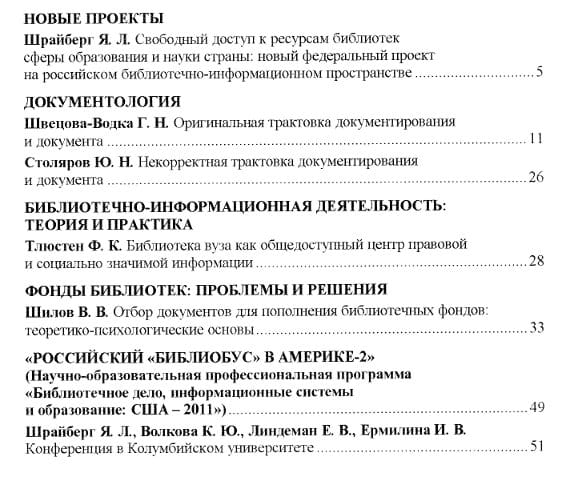 НОВЫЕ ПРОЕКТЫ
Шрайберг Я. Л. Свободный доступ к ресурсам библиотек
сферы образования и науки страны: новый федеральный проект
на российском библиотечно-информационном пространстве ..................... 5
ДОКУМЕНТОЛОГИЯ
Швецова-Водка Г. Н. Оригинальная трактовка документирования
и документа ..................... 11
Столяров Ю. Н. Некорректная трактовка документирования
и документа ..................... 26
БИБЛИОТЕЧНО-ИНФОРМАЦИОННАЯ ДЕЯТЕЛЬНОСТЬ:
ТЕОРИЯ И ПРАКТИКА
Тлюстен Ф. К. Библиотека вуза как общедоступный центр правовой
и социально значимой информации ..................... 28
ФОНДЫ БИБЛИОТЕК: ПРОБЛЕМЫ И РЕШЕНИЯ
Шилов В. В. Отбор документов для пополнения библиотечных фондов:
теоретико-психологические основы ..................... 33
«РОССИЙСКИЙ «БИБЛИОБУС» В АМЕРИКЕ-2»
(Научно-образовательная профессиональная программа
«Библиотечное дело, информационные системы
и образование: США – 2011») ..................... 49
Шрайберг Я. Л., Волкова К. Ю., Линдеман Е. В., Ермилина И. В.
Конференция в Колумбийском университете ..................... 51